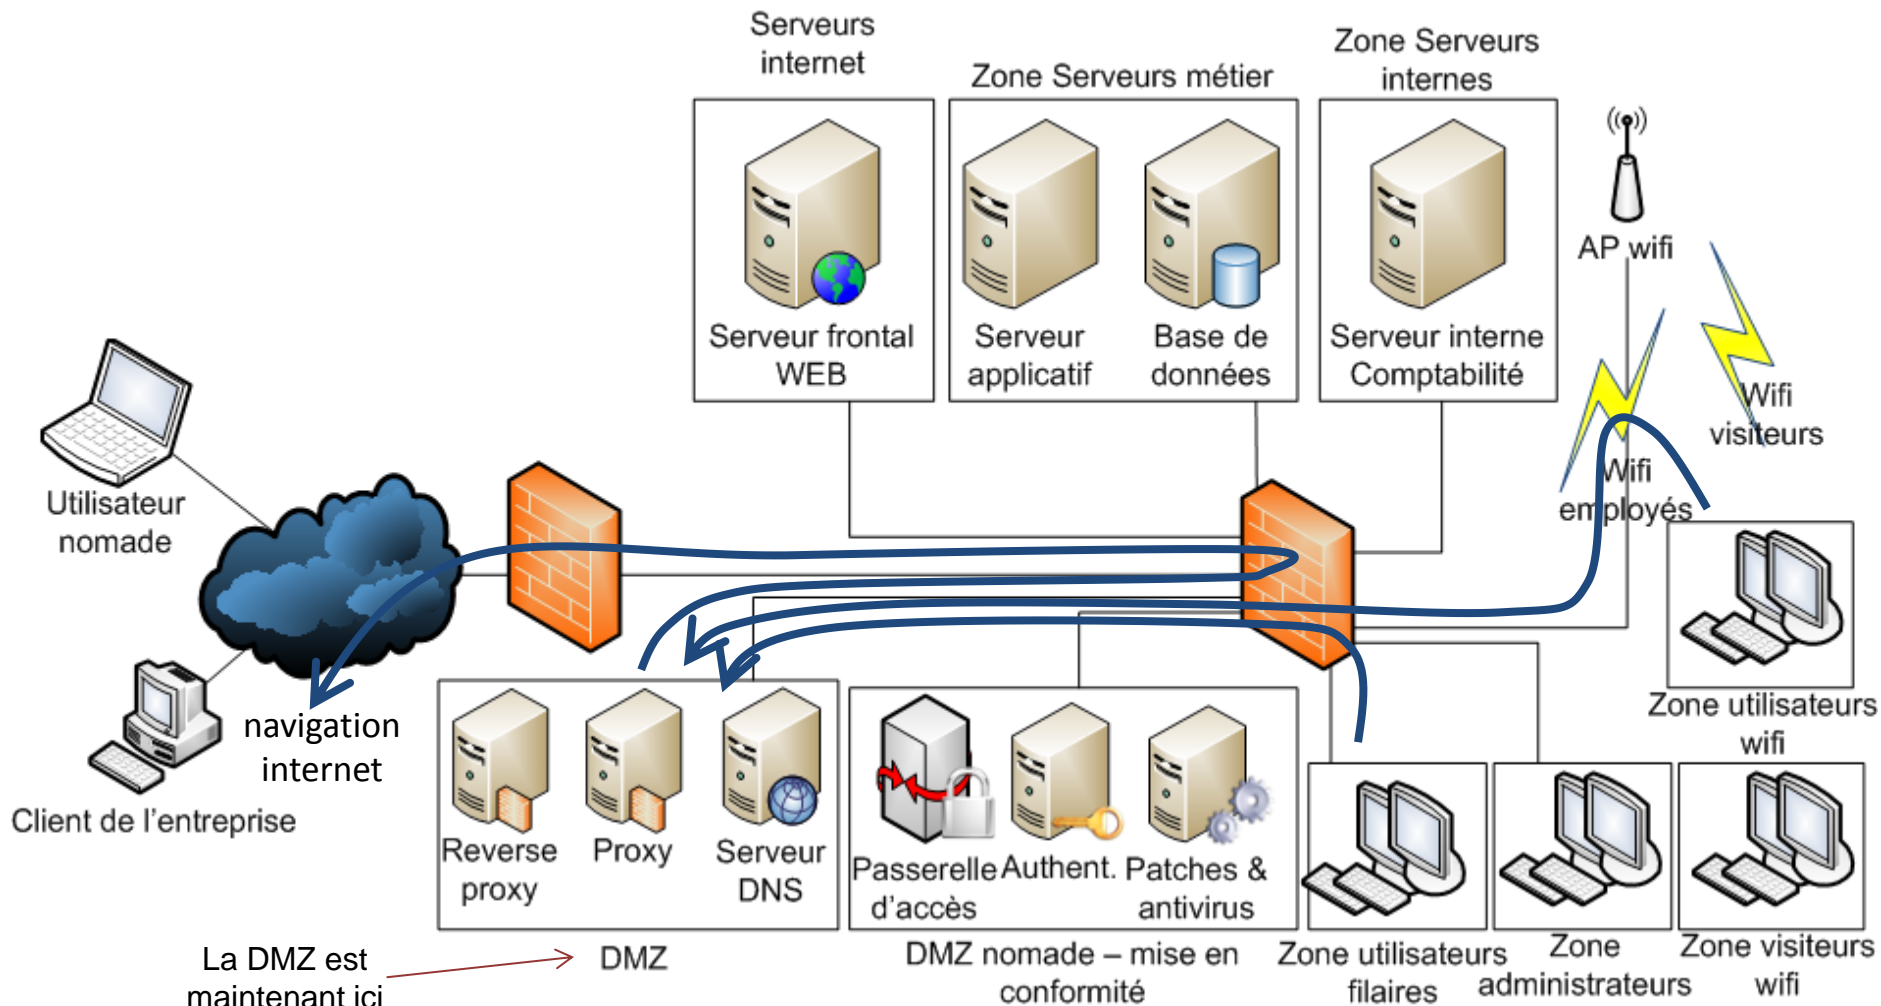 Serveurs
internet
Zone Serveurs métier
Zone Serveurs
internes
Serveur frontal
WEB
Serveur
applicatif
Base de
données
Serveur interne
Comptabilité
AP wifi
Wifi
visiteurs
Wifi
employés
Utilisateur
nomade
Zone utilisateurs
wifi
navigation
internet
Client de l'entreprise
Reverse
proxy
Proxy
Serveur
DNS
Passerelle
d'accès
Authent.
Patches &
antivirus
La DMZ est
maintenant ici
DMZ
DMZ nomade – mise en
conformité
Zone utilisateurs
filaires
Zone
administrateurs
Zone visiteurs
wifi